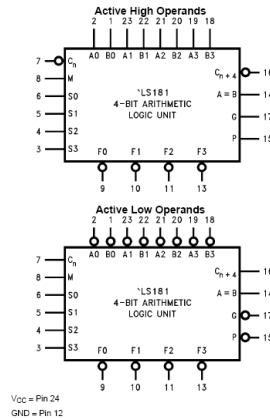 Active High Operands
2 1 23 22 21 20 19 18
A0 B0 A1 B1 A2 B2 A3 B3
7 Cn
8 M
6 S0
5 S1
4 S2
3 S3
'LS181
4-BIT ARITHMETIC
LOGIC UNIT
Cn+4 16
A = B 14
G 17
P 15
F0 F1 F2 F3
9 10 11 13
Active Low Operands
2 1 23 22 21 20 19 18
A0 B0 A1 B1 A2 B2 A3 B3
7 Cn
8 M
6 S0
5 S1
4 S2
3 S3
'LS181
4-BIT ARITHMETIC
LOGIC UNIT
Cn+4 16
A = B 14
G 17
P 15
F0 F1 F2 F3
9 10 11 13
VCC = Pin 24
GND = Pin 12